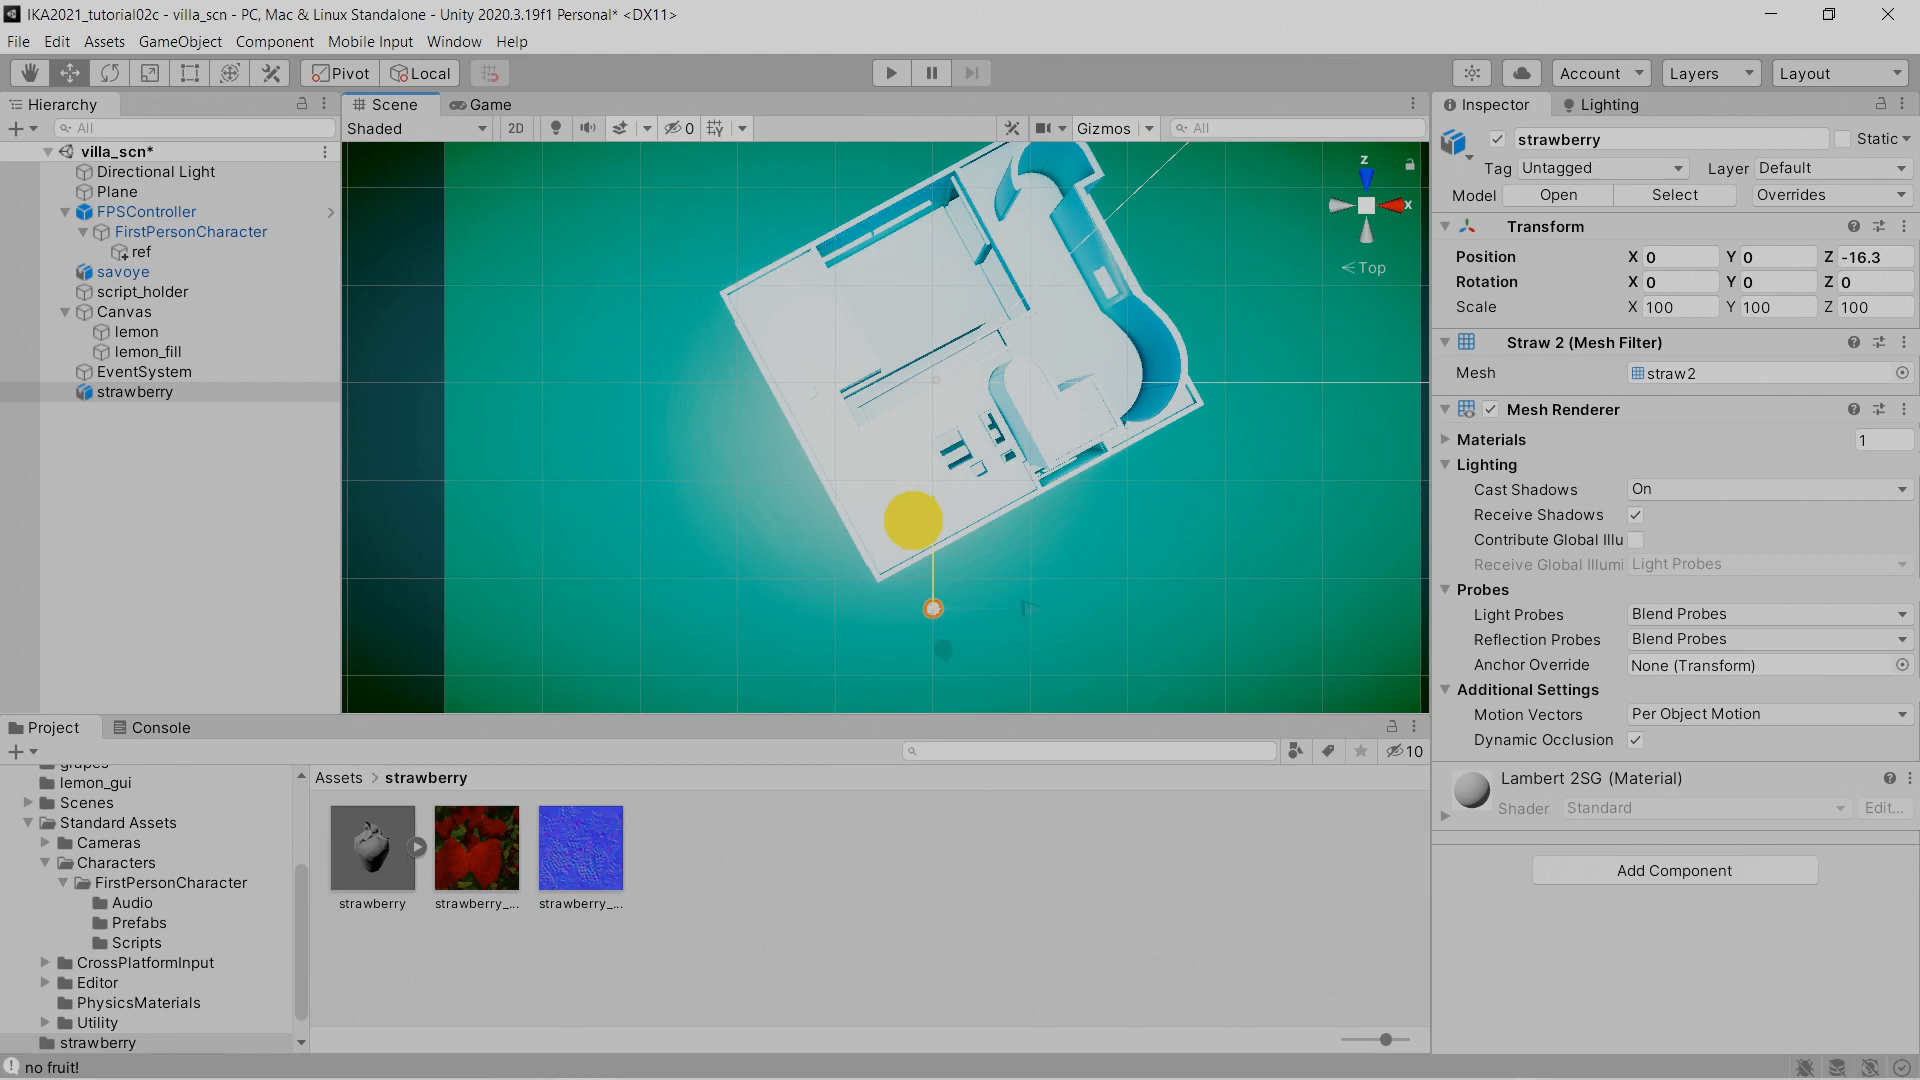 IKA2021_tutorial02c - villa_scn - PC, Mac & Linux Standalone - Unity 2020.3.19f1 Personal* <DX11>
File Edit Assets GameObject Component Mobile Input Window Help
Pivot Local Account Layers Layout
Hierarchy
All
villa_scn*
Directional Light
Plane
FPSController
FirstPersonCharacter
ref
savoye
script_holder
Canvas
lemon
lemon_fill
EventSystem
strawberry
Scene Game
Shaded 2D 0 Gizmos All
z
x
Top
Inspector Lighting
strawberry Static
Tag Untagged Layer Default
Model Open Select Overrides
Transform
Position X 0 Y 0 Z -16.3
Rotation X 0 Y 0 Z 0
Scale X 100 Y 100 Z 100
Straw 2 (Mesh Filter)
Mesh straw2
Mesh Renderer
Materials 1
Lighting
Cast Shadows On
Receive Shadows
Contribute Global Illu
Receive Global Illumi Light Probes
Probes
Light Probes Blend Probes
Reflection Probes Blend Probes
Anchor Override None (Transform)
Additional Settings
Motion Vectors Per Object Motion
Dynamic Occlusion
Lambert 2SG (Material)
Shader Standard Edit...
Add Component
Project Console
10
grapes
lemon_gui
Scenes
Standard Assets
Cameras
Characters
FirstPersonCharacter
Audio
Prefabs
Scripts
CrossPlatformInput
Editor
PhysicsMaterials
Utility
strawberry
Assets > strawberry
strawberry strawberry_... strawberry_...
no fruit!